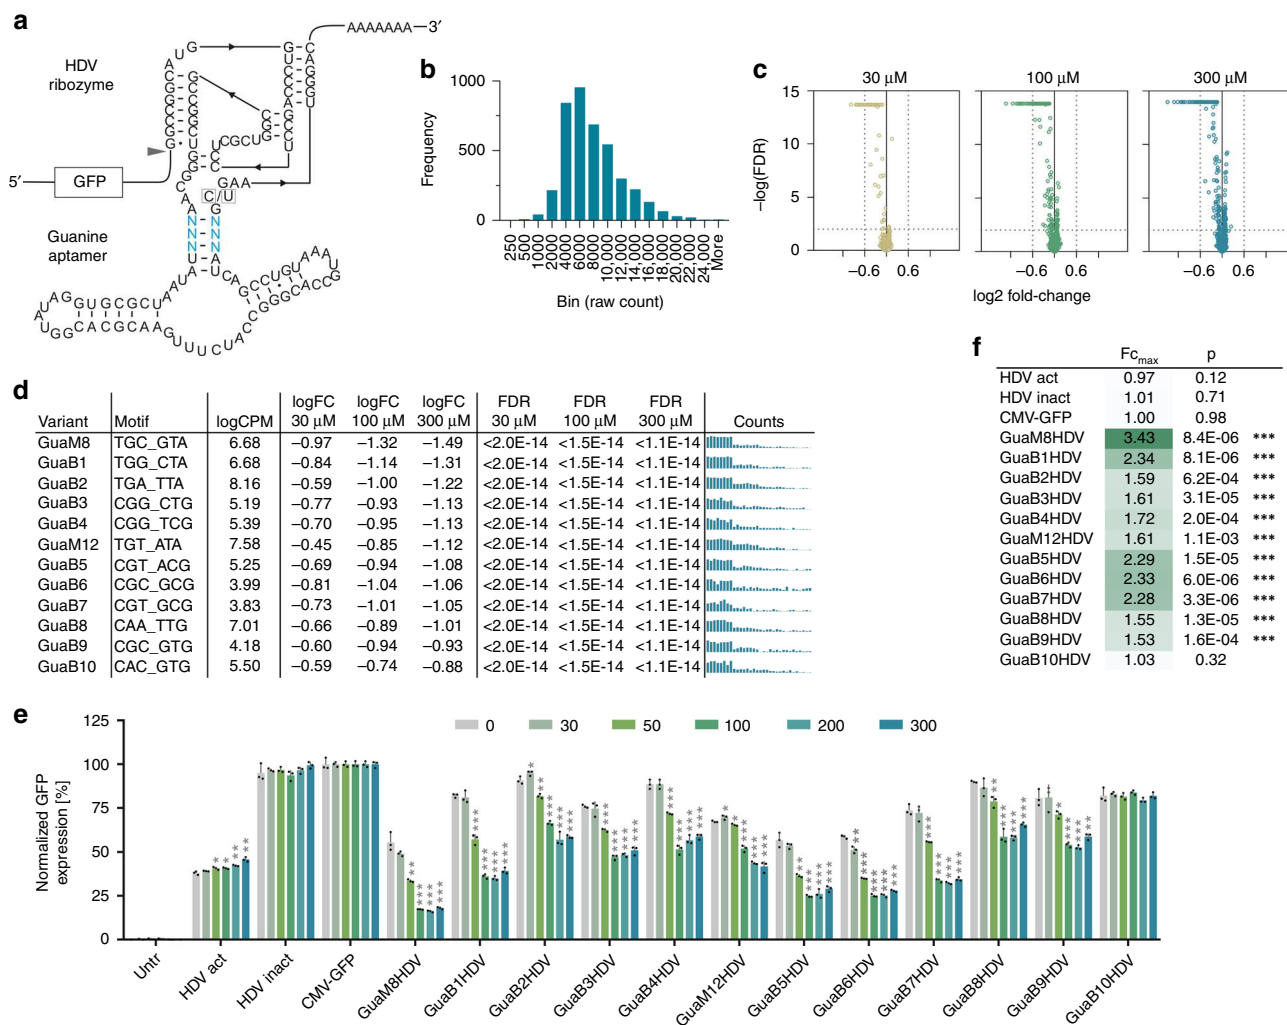 a
HDV
ribozyme
AAAAAAA 3′
5′
GFP
Guanine
aptamer
C/U
GAA
NNN
NNN
b
Frequency
1000
500
0
250
500
1000
2000
4000
6000
8000
10,000
12,000
14,000
16,000
18,000
20,000
22,000
24,000
More
Bin (raw count)
c
30 µM 100 µM 300 µM
−log(FDR)
15
10
5
0
−0.6 0.6 −0.6 0.6 −0.6 0.6
log2 fold-change
d
Variant Motif logCPM logFC 30 µM logFC 100 µM logFC 300 µM FDR 30 µM FDR 100 µM FDR 300 µM Counts
GuaM8 TGC_GTA 6.68 −0.97 −1.32 −1.49 <2.0E-14 <1.5E-14 <1.1E-14
GuaB1 TGG_CTA 6.68 −0.84 −1.14 −1.31 <2.0E-14 <1.5E-14 <1.1E-14
GuaB2 TGA_TTA 8.16 −0.59 −1.00 −1.22 <2.0E-14 <1.5E-14 <1.1E-14
GuaB3 CGG_CTG 5.19 −0.77 −0.93 −1.13 <2.0E-14 <1.5E-14 <1.1E-14
GuaB4 CGG_TCG 5.39 −0.70 −0.95 −1.13 <2.0E-14 <1.5E-14 <1.1E-14
GuaM12 TGT_ATA 7.58 −0.45 −0.85 −1.12 <2.0E-14 <1.5E-14 <1.1E-14
GuaB5 CGT_ACG 5.25 −0.69 −0.94 −1.08 <2.0E-14 <1.5E-14 <1.1E-14
GuaB6 CGC_GCG 3.99 −0.81 −1.04 −1.06 <2.0E-14 <1.5E-14 <1.1E-14
GuaB7 CGT_GCG 3.83 −0.73 −1.01 −1.05 <2.0E-14 <1.5E-14 <1.1E-14
GuaB8 CAA_TTG 7.01 −0.66 −0.89 −1.01 <2.0E-14 <1.5E-14 <1.1E-14
GuaB9 CGC_GTG 4.18 −0.60 −0.94 −0.93 <2.0E-14 <1.5E-14 <1.1E-14
GuaB10 CAC_GTG 5.50 −0.59 −0.74 −0.88 <2.0E-14 <1.5E-14 <1.1E-14
f
Fcmax p
HDV act 0.97 0.12
HDV inact 1.01 0.71
CMV-GFP 1.00 0.98
GuaM8HDV 3.43 8.4E-06 ***
GuaB1HDV 2.34 8.1E-06 ***
GuaB2HDV 1.59 6.2E-04 ***
GuaB3HDV 1.61 3.1E-05 ***
GuaB4HDV 1.72 2.0E-04 ***
GuaM12HDV 1.61 1.1E-03 ***
GuaB5HDV 2.29 1.5E-05 ***
GuaB6HDV 2.33 6.0E-06 ***
GuaB7HDV 2.28 3.3E-06 ***
GuaB8HDV 1.55 1.3E-05 ***
GuaB9HDV 1.53 1.6E-04 ***
GuaB10HDV 1.03 0.32
e
Normalized GFP
expression [%]
125
100
75
50
25
0
0 30 50 100 200 300
Untr
HDV act
HDV inact
CMV-GFP
GuaM8HDV
GuaB1HDV
GuaB2HDV
GuaB3HDV
GuaB4HDV
GuaM12HDV
GuaB5HDV
GuaB6HDV
GuaB7HDV
GuaB8HDV
GuaB9HDV
GuaB10HDV